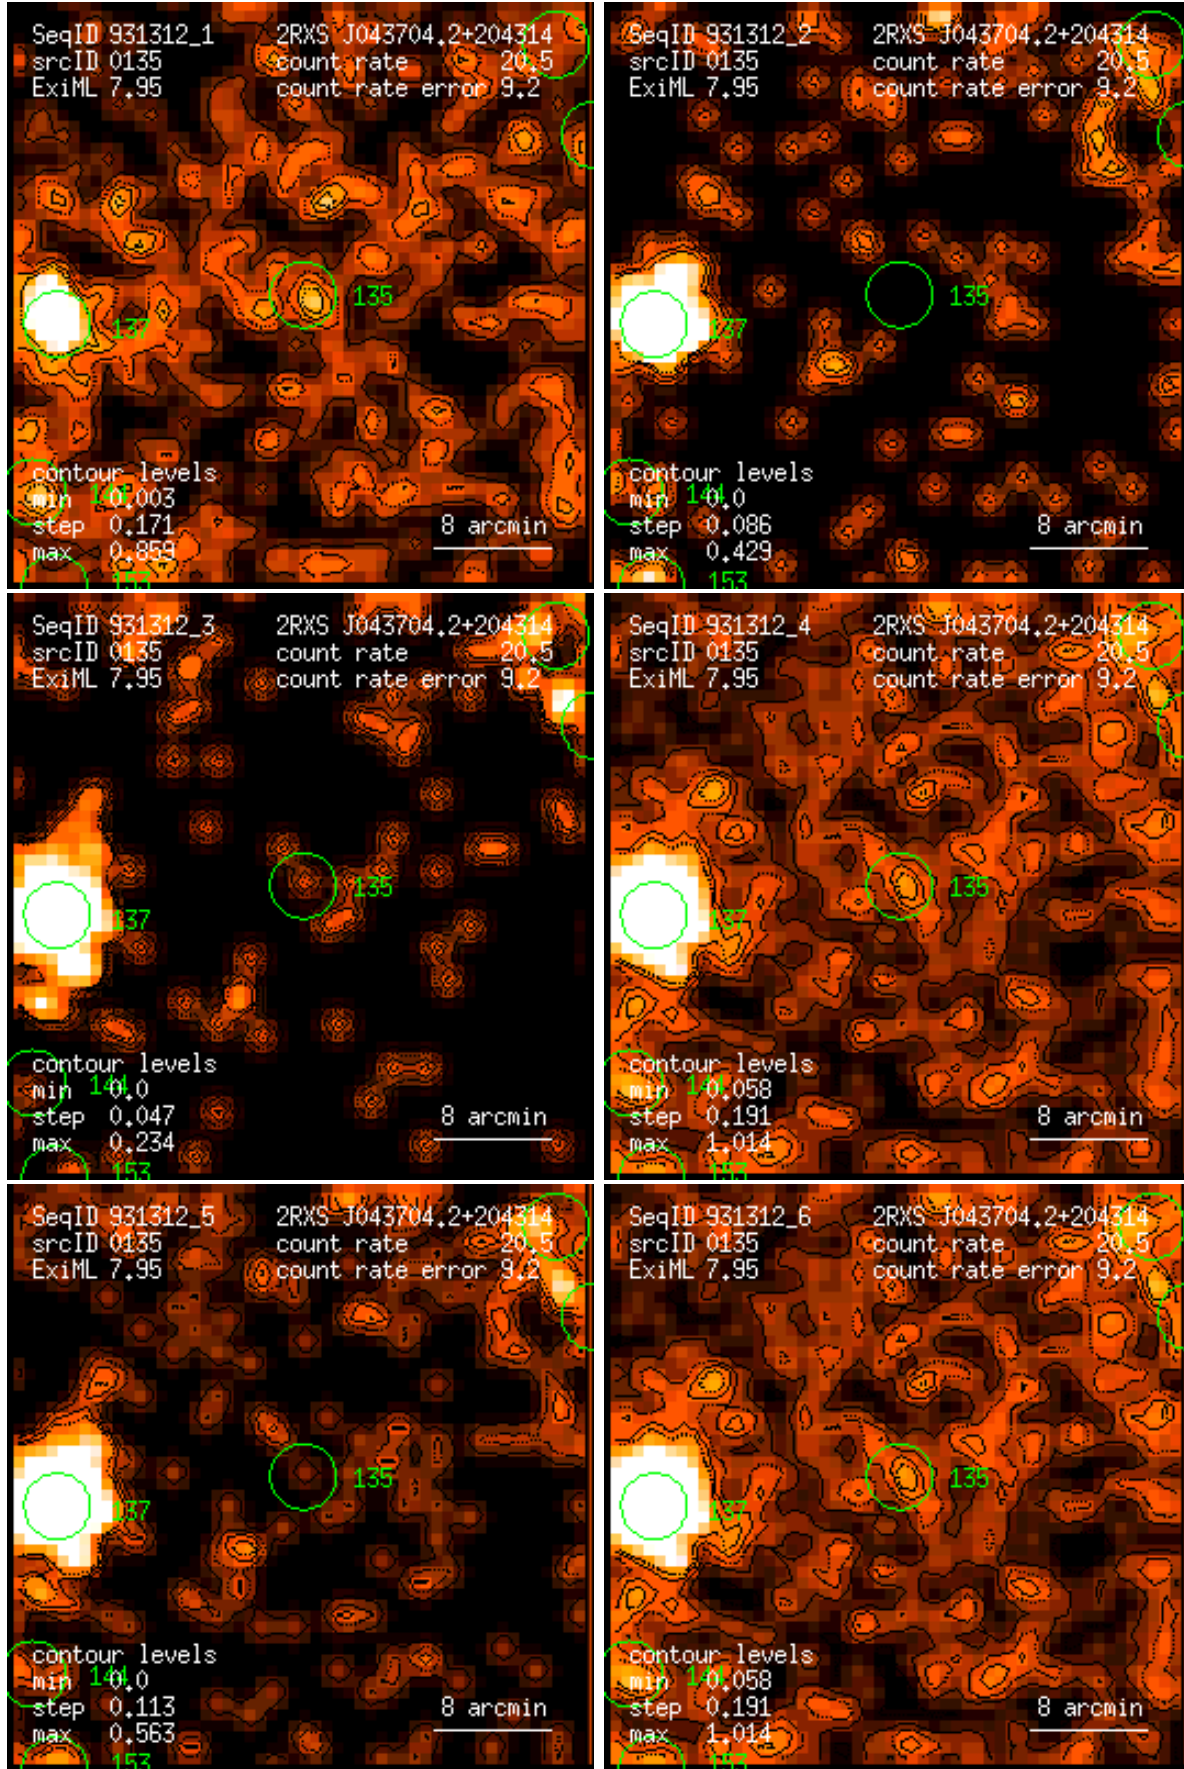 SeqID 931312_1 2RXS J043704.2+204314
srcID 0135 count rate 20.5
ExiML 7.95 count rate error 9.2
135
137
contour levels
min 0.003 144
step 0.171
max 0.859 8 arcmin
153
SeqID 931312_2 2RXS J043704.2+204314
srcID 0135 count rate 20.5
ExiML 7.95 count rate error 9.2
135
137
contour levels
min 0.0 144
step 0.086 8 arcmin
max 0.429
153
SeqID 931312_3 2RXS J043704.2+204314
srcID 0135 count rate 20.5
ExiML 7.95 count rate error 9.2
135
137
contour levels
min 0.0 144
step 0.047 8 arcmin
max 0.234
153
SeqID 931312_4 2RXS J043704.2+204314
srcID 0135 count rate 20.5
ExiML 7.95 count rate error 9.2
135
137
contour levels
min 0.058 144
step 0.191 8 arcmin
max 1.014
153
SeqID 931312_5 2RXS J043704.2+204314
srcID 0135 count rate 20.5
ExiML 7.95 count rate error 9.2
135
137
contour levels
min 0.0 144
step 0.113 8 arcmin
max 0.563
153
SeqID 931312_6 2RXS J043704.2+204314
srcID 0135 count rate 20.5
ExiML 7.95 count rate error 9.2
135
137
contour levels
min 0.058 144
step 0.191 8 arcmin
max 1.014
153